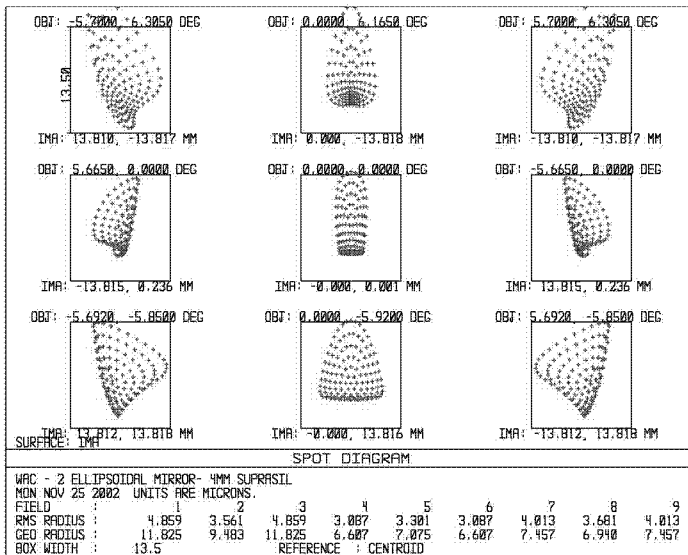 OBJ: -5.7000, 6.3050 DEG OBJ: 0.0000, 6.1650 DEG OBJ: 5.7000, 6.3050 DEG
13.50
IMA: 13.810, -13.817 MM IMA: 0.000, -13.818 MM IMA: -13.810, -13.817 MM
OBJ: 5.6650, 0.0000 DEG OBJ: 0.0000, 0.0000 DEG OBJ: -5.6650, 0.0000 DEG
IMA: -13.815, 0.236 MM IMA: -0.000, 0.001 MM IMA: 13.815, 0.236 MM
OBJ: -5.6920, -5.8500 DEG OBJ: 0.0000, -5.9200 DEG OBJ: 5.6920, -5.8500 DEG
IMA: 13.812, 13.818 MM IMA: -0.000, 13.816 MM IMA: -13.812, 13.818 MM
SURFACE: IMA
SPOT DIAGRAM
WAC - 2 ELLIPSOIDAL MIRROR- 4MM SUPRASIL
MON NOV 25 2002 UNITS ARE MICRONS.
FIELD : 1 2 3 4 5 6 7 8 9
RMS RADIUS : 4.859 3.561 4.859 3.087 3.301 3.087 4.013 3.681 4.013
GEO RADIUS : 11.825 9.483 11.825 6.607 7.075 6.607 7.457 6.940 7.457
BOX WIDTH : 13.5 REFERENCE : CENTROID